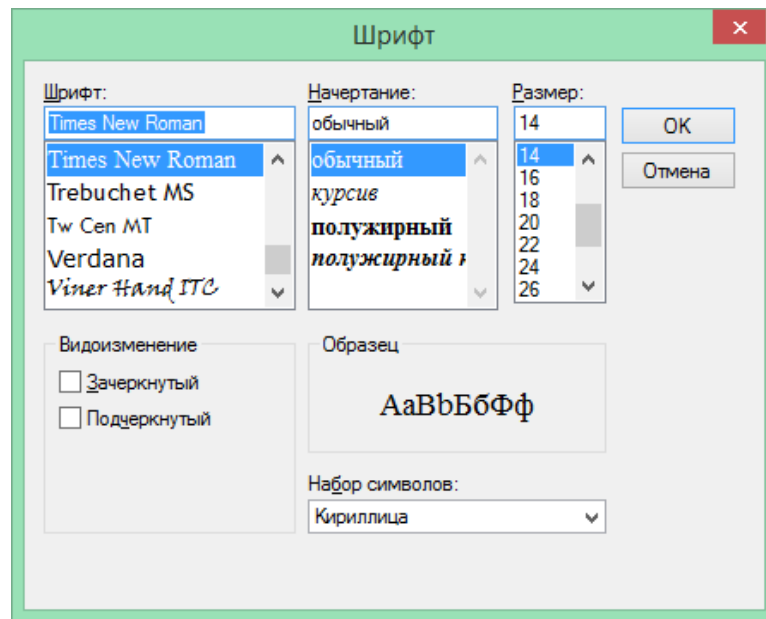 Шрифт
Шрифт:
Times New Roman
Times New Roman
Trebuchet MS
Tw Cen MT
Verdana
Viner Hand ITC
Начертание:
обычный
обычный
курсив
полужирный
полужирный к
Размер:
14
14
16
18
20
22
24
26
OK
Отмена
Видоизменение
Зачеркнутый
Подчеркнутый
Образец
АаBbБбФф
Набор символов:
Кириллица